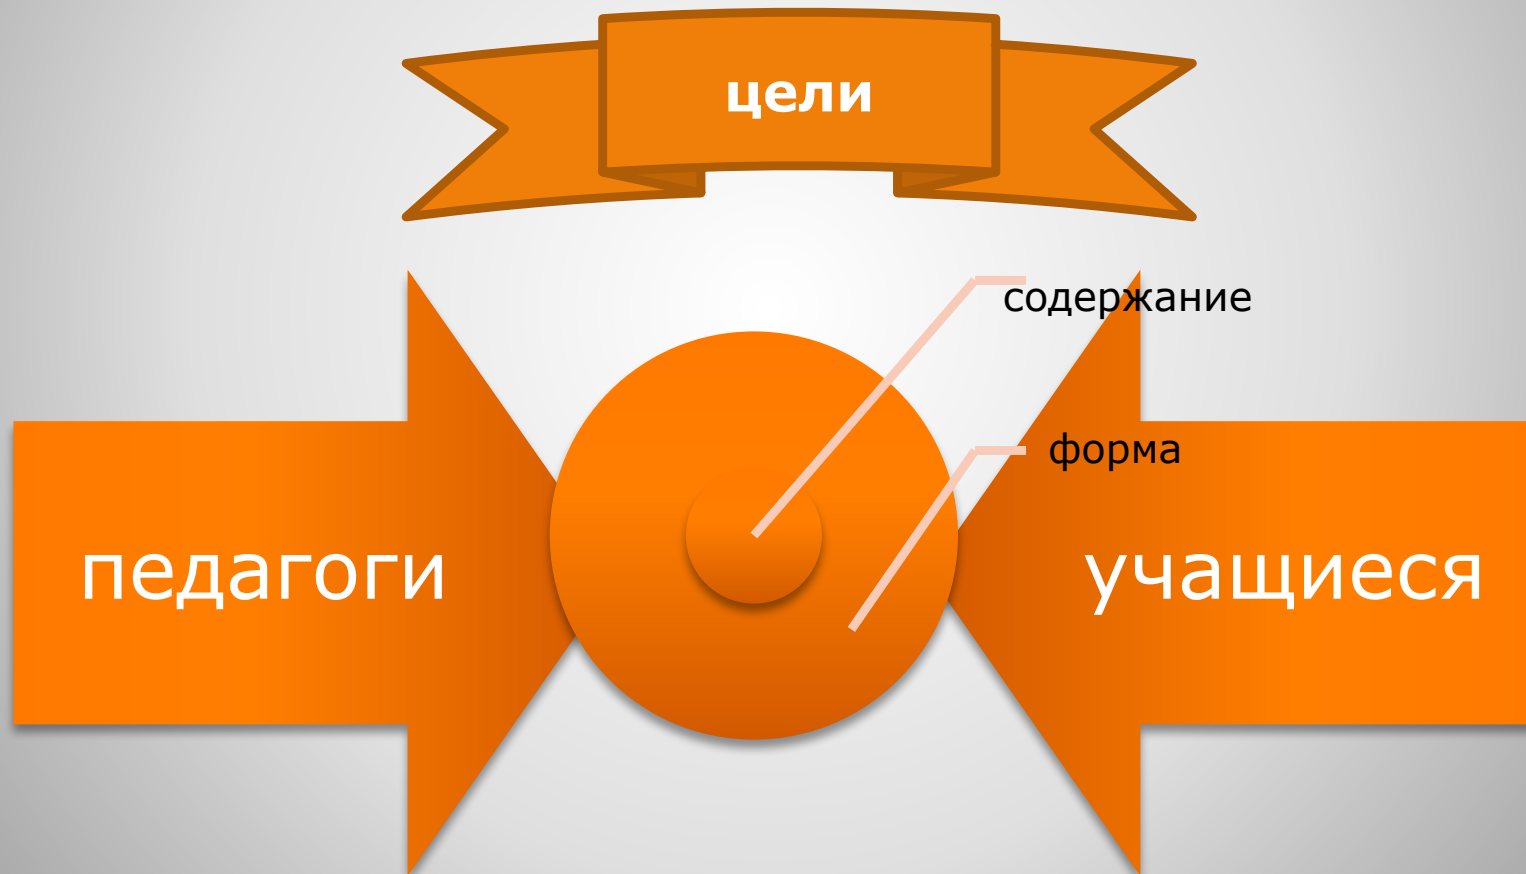 цели
содержание
форма
педагоги
учащиеся